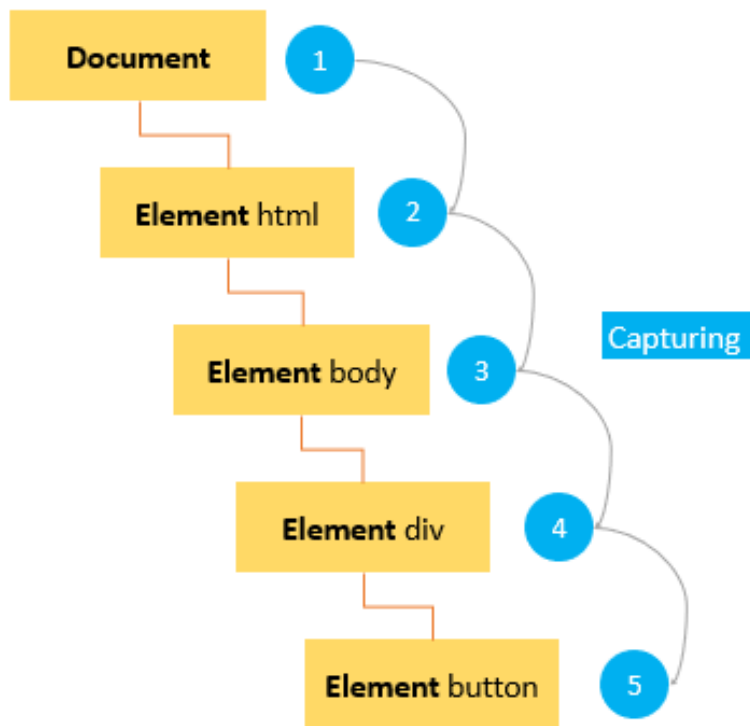 Document
1
Element html
2
Element body
3
Capturing
Element div
4
Element button
5